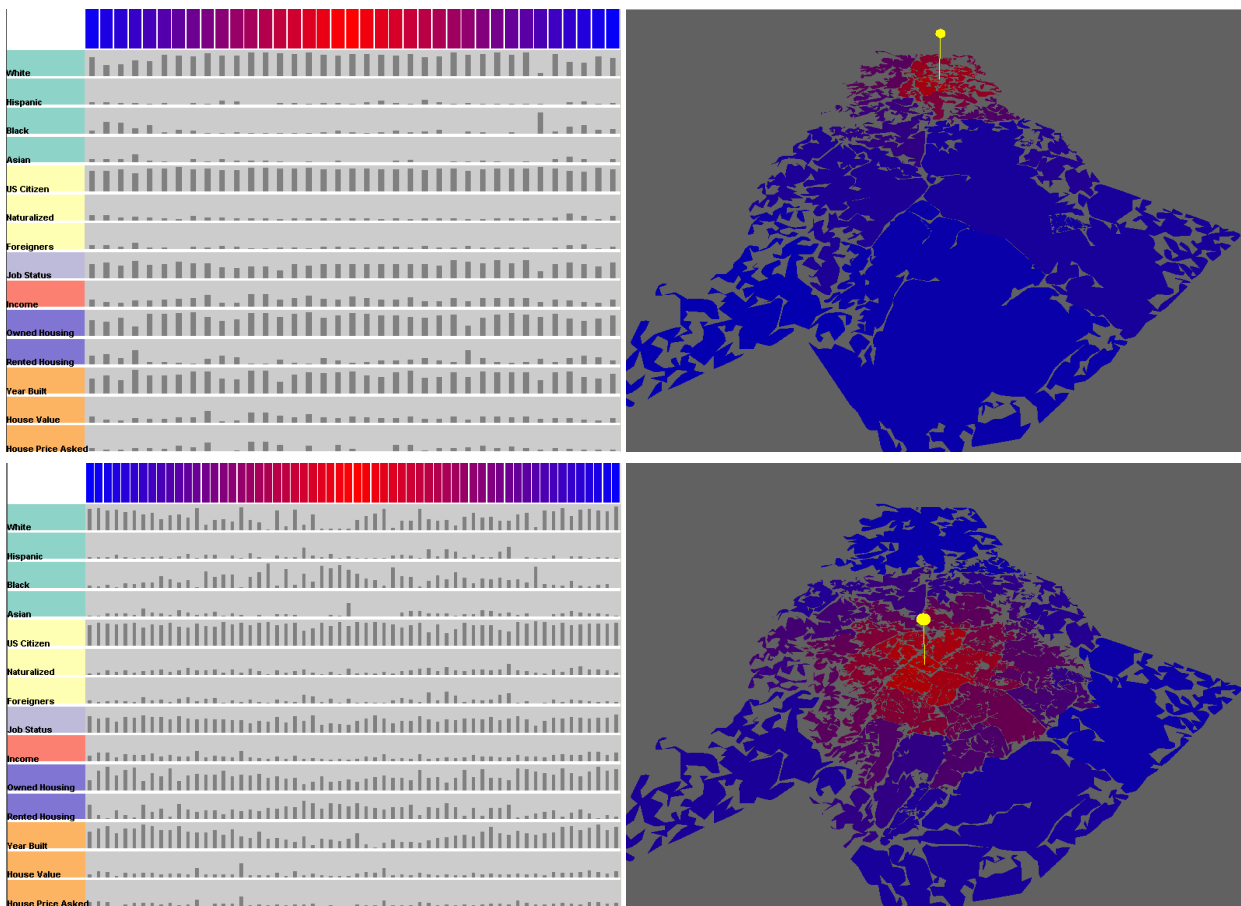 White
Hispanic
Black
Asian
US Citizen
Naturalized
Foreigners
Job Status
Income
Owned Housing
Rented Housing
Year Built
House Value
House Price Asked
White
Hispanic
Black
Asian
US Citizen
Naturalized
Foreigners
Job Status
Income
Owned Housing
Rented Housing
Year Built
House Value
House Price Asked